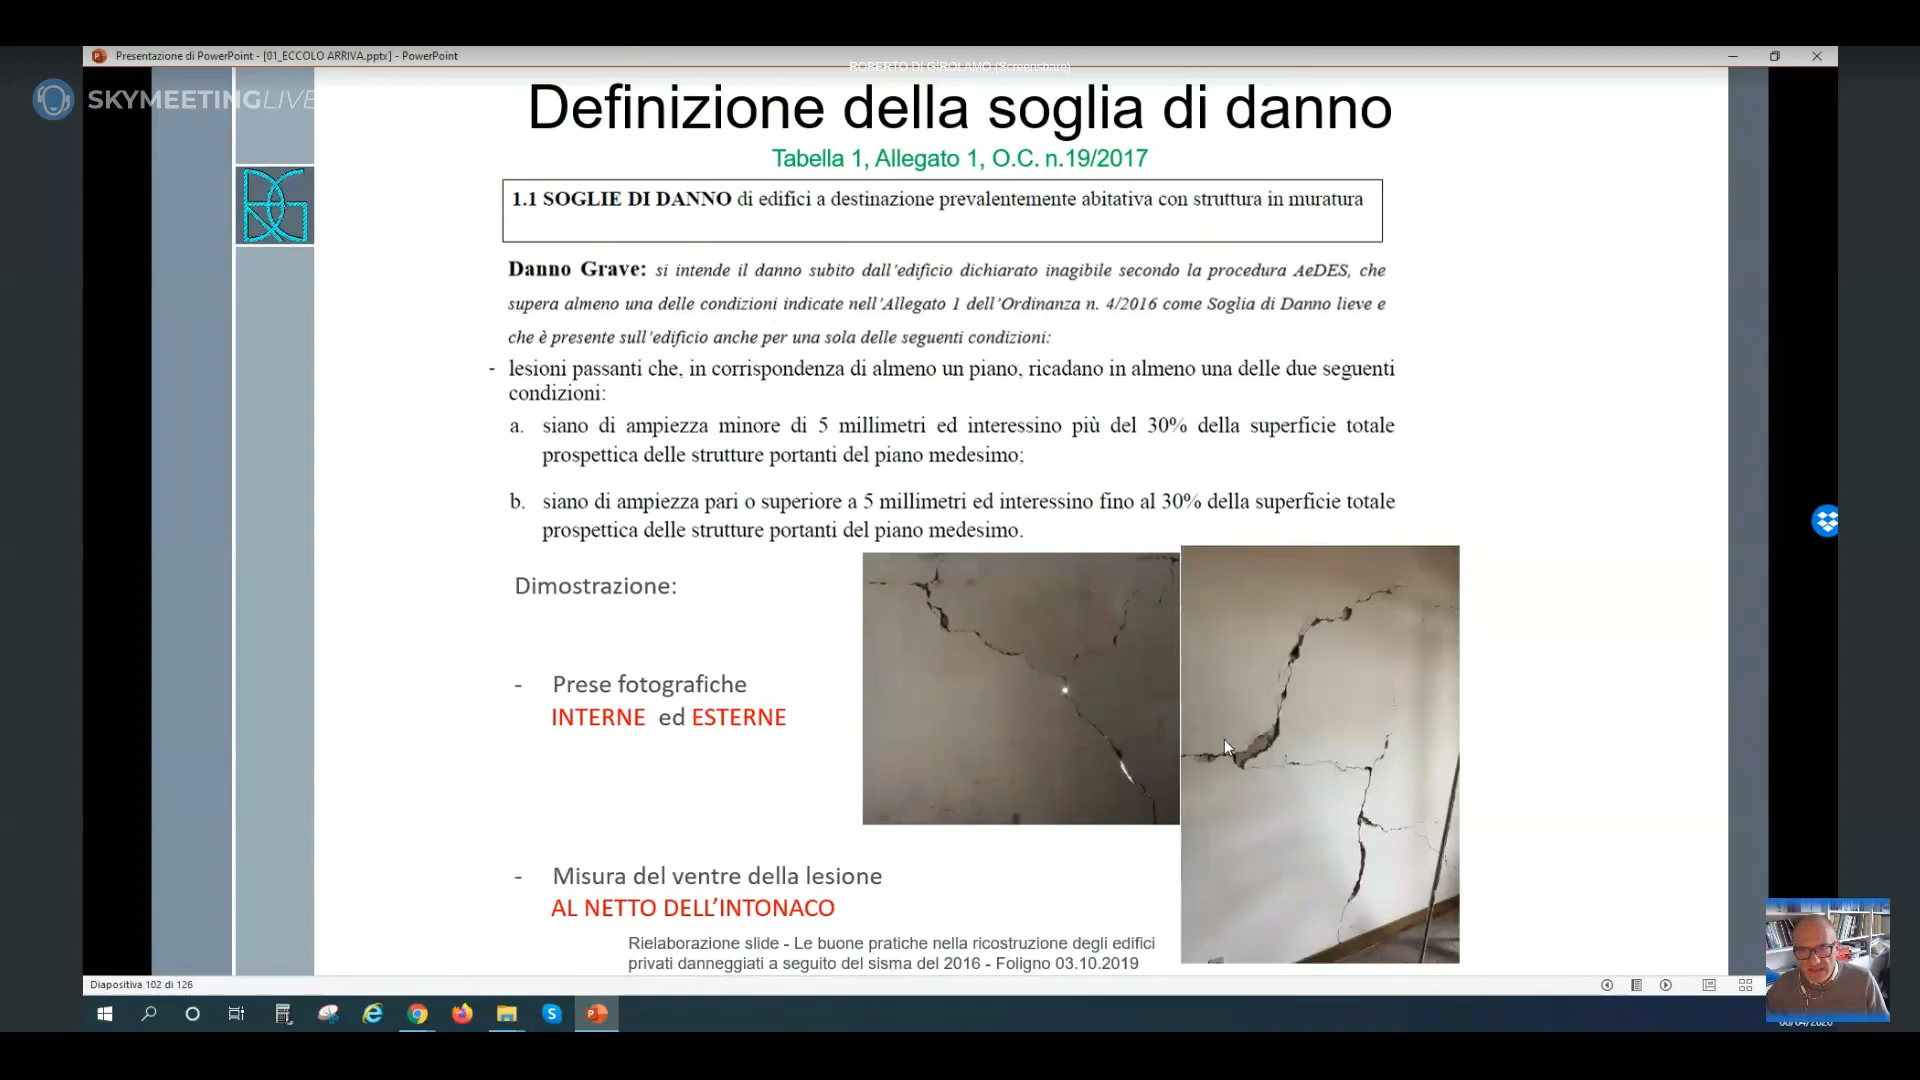 Presentazione di PowerPoint - [01_ECCOLO ARRIVA.pptx] - PowerPoint
ROBERTO DI GIROLAMO (Screenshare)
SKYMEETINGLIVE
Definizione della soglia di danno
Tabella 1, Allegato 1, O.C. n.19/2017
1.1 SOGLIE DI DANNO di edifici a destinazione prevalentemente abitativa con struttura in muratura
Danno Grave: si intende il danno subito dall'edificio dichiarato inagibile secondo la procedura AeDES, che
supera almeno una delle condizioni indicate nell'Allegato 1 dell'Ordinanza n. 4/2016 come Soglia di Danno lieve e
che è presente sull'edificio anche per una sola delle seguenti condizioni:
- lesioni passanti che, in corrispondenza di almeno un piano, ricadano in almeno una delle due seguenti
condizioni:
a. siano di ampiezza minore di 5 millimetri ed interessino più del 30% della superficie totale
prospettica delle strutture portanti del piano medesimo;
b. siano di ampiezza pari o superiore a 5 millimetri ed interessino fino al 30% della superficie totale
prospettica delle strutture portanti del piano medesimo.
Dimostrazione:
- Prese fotografiche
INTERNE ed ESTERNE
- Misura del ventre della lesione
AL NETTO DELL'INTONACO
Rielaborazione slide - Le buone pratiche nella ricostruzione degli edifici
privati danneggiati a seguito del sisma del 2016 - Foligno 03.10.2019
Diapositiva 102 di 126